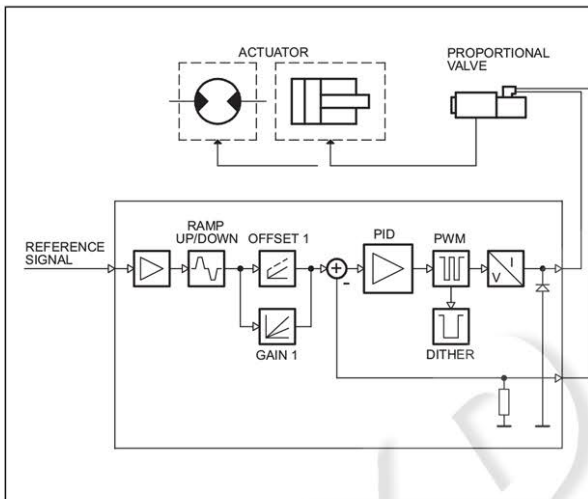 ACTUATOR
PROPORTIONAL
VALVE
REFERENCE
SIGNAL
RAMP
UP/DOWN
OFFSET 1
PID
PWM
I
V
GAIN 1
DITHER